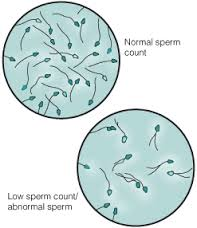 Normal sperm
count
Low sperm count/
abnormal sperm